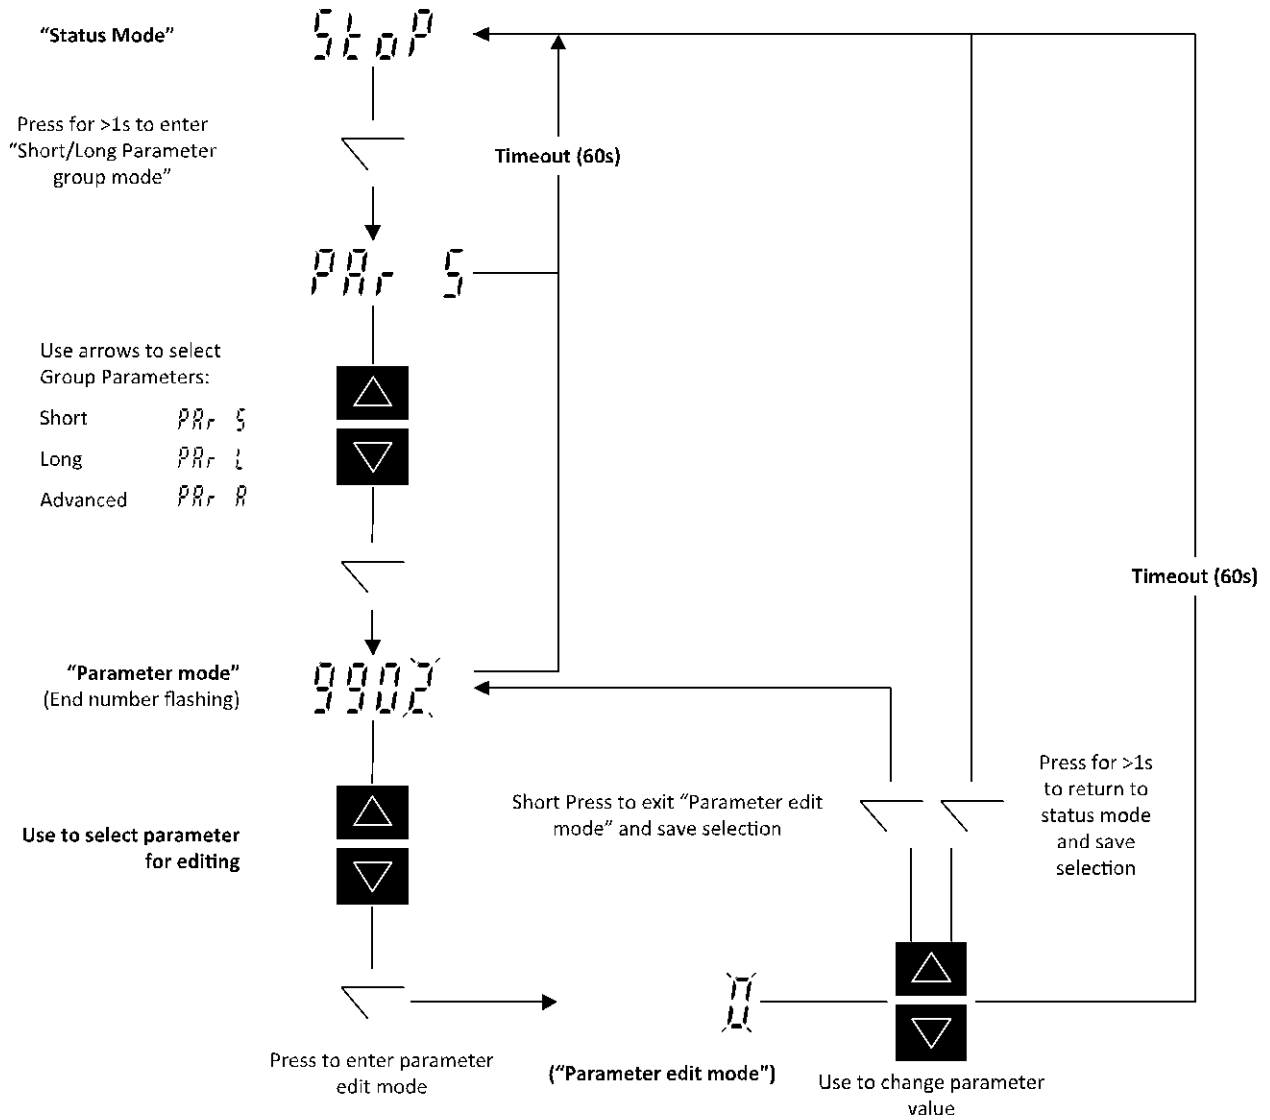 “Status Mode”
StoP
Press for >1s to enter
“Short/Long Parameter
group mode”
Timeout (60s)
PAr S
Use arrows to select
Group Parameters:
Short PAr S
Long PAr L
Advanced PAr A
Timeout (60s)
“Parameter mode”
(End number flashing)
9902
Use to select parameter
for editing
Short Press to exit “Parameter edit
mode” and save selection
Press for >1s
to return to
status mode
and save
selection
0
Press to enter parameter
edit mode
(“Parameter edit mode”)
Use to change parameter
value